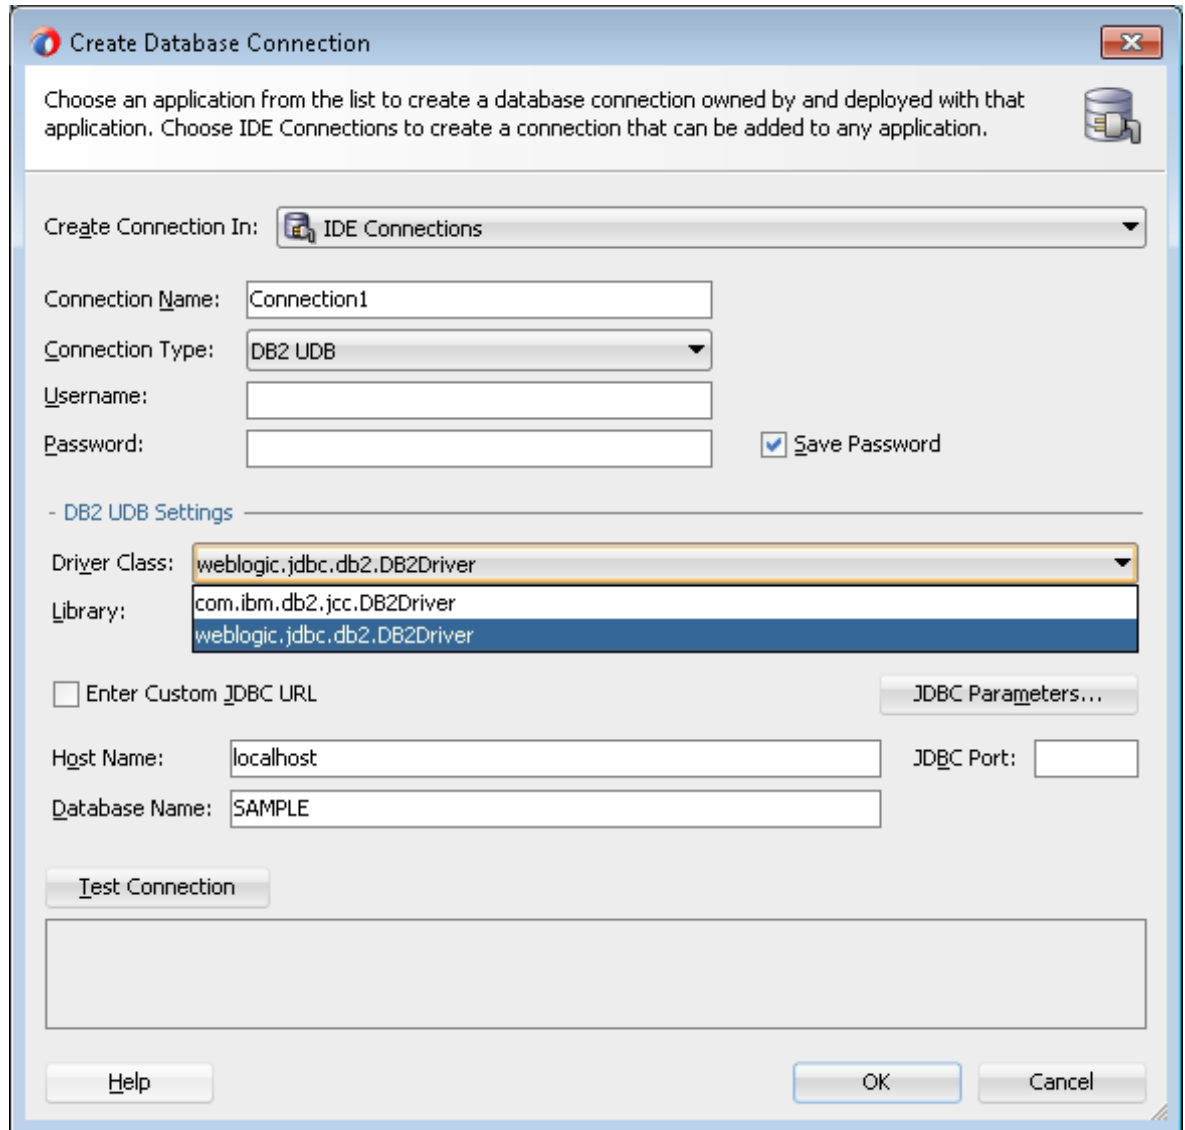 Create Database Connection
Choose an application from the list to create a database connection owned by and deployed with that
application. Choose IDE Connections to create a connection that can be added to any application.
Create Connection In: IDE Connections
Connection Name: Connection1
Connection Type: DB2 UDB
Username:
Password: Save Password
- DB2 UDB Settings
Driver Class: weblogic.jdbc.db2.DB2Driver
com.ibm.db2.jcc.DB2Driver
Library:
weblogic.jdbc.db2.DB2Driver
Enter Custom JDBC URL JDBC Parameters...
Host Name: localhost JDBC Port:
Database Name: SAMPLE
Test Connection
Help OK Cancel